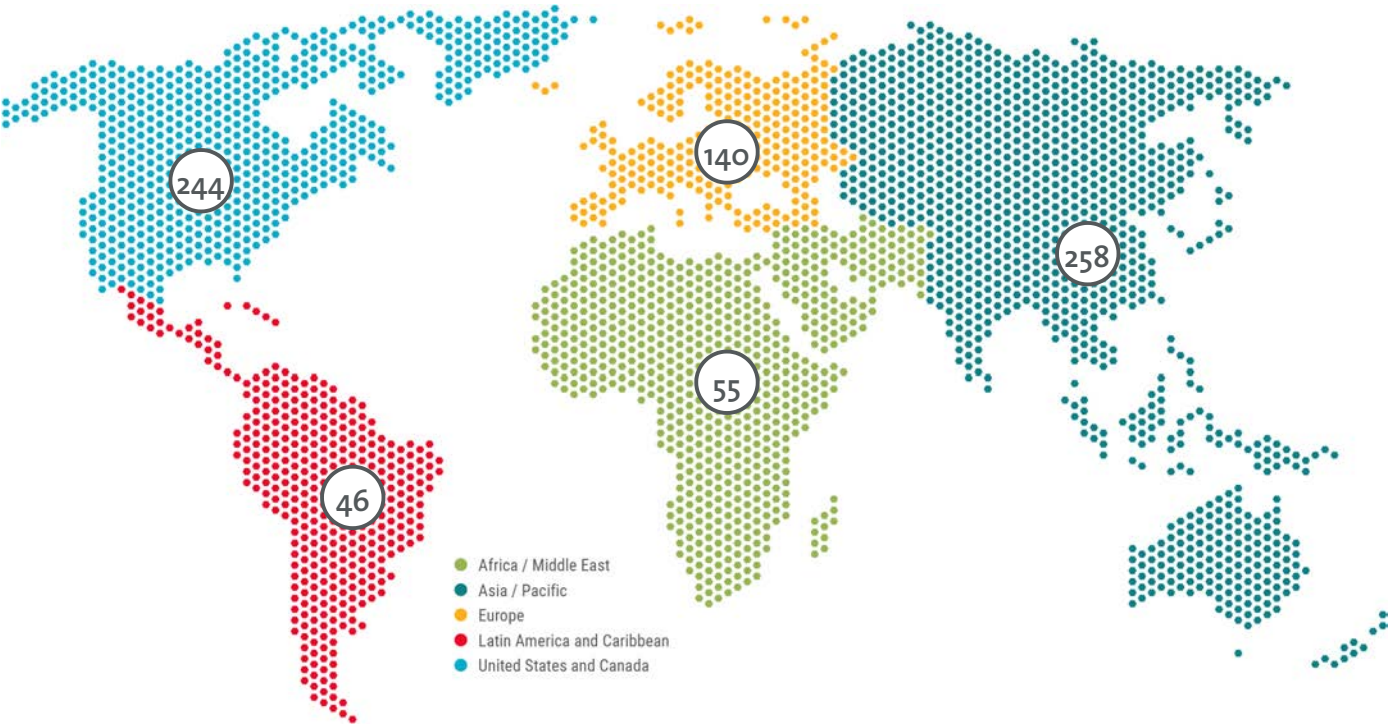 140
244
258
55
46
Africa / Middle East
Asia / Pacific
Europe
Latin America and Caribbean
United States and Canada